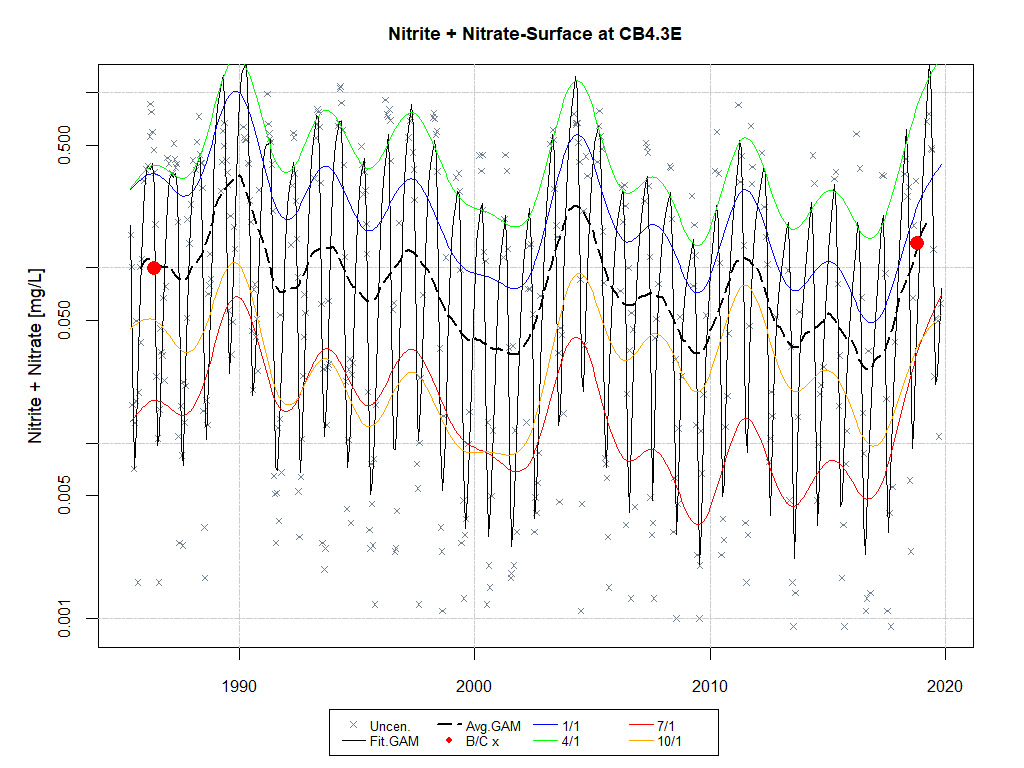 Nitrite + Nitrate-Surface at CB4.3E
Nitrite + Nitrate [mg/L]
0.500
0.050
0.005
0.001
1990 2000 2010 2020
Uncen. Avg.GAM 1/1 7/1
Fit.GAM B/C x 4/1 10/1